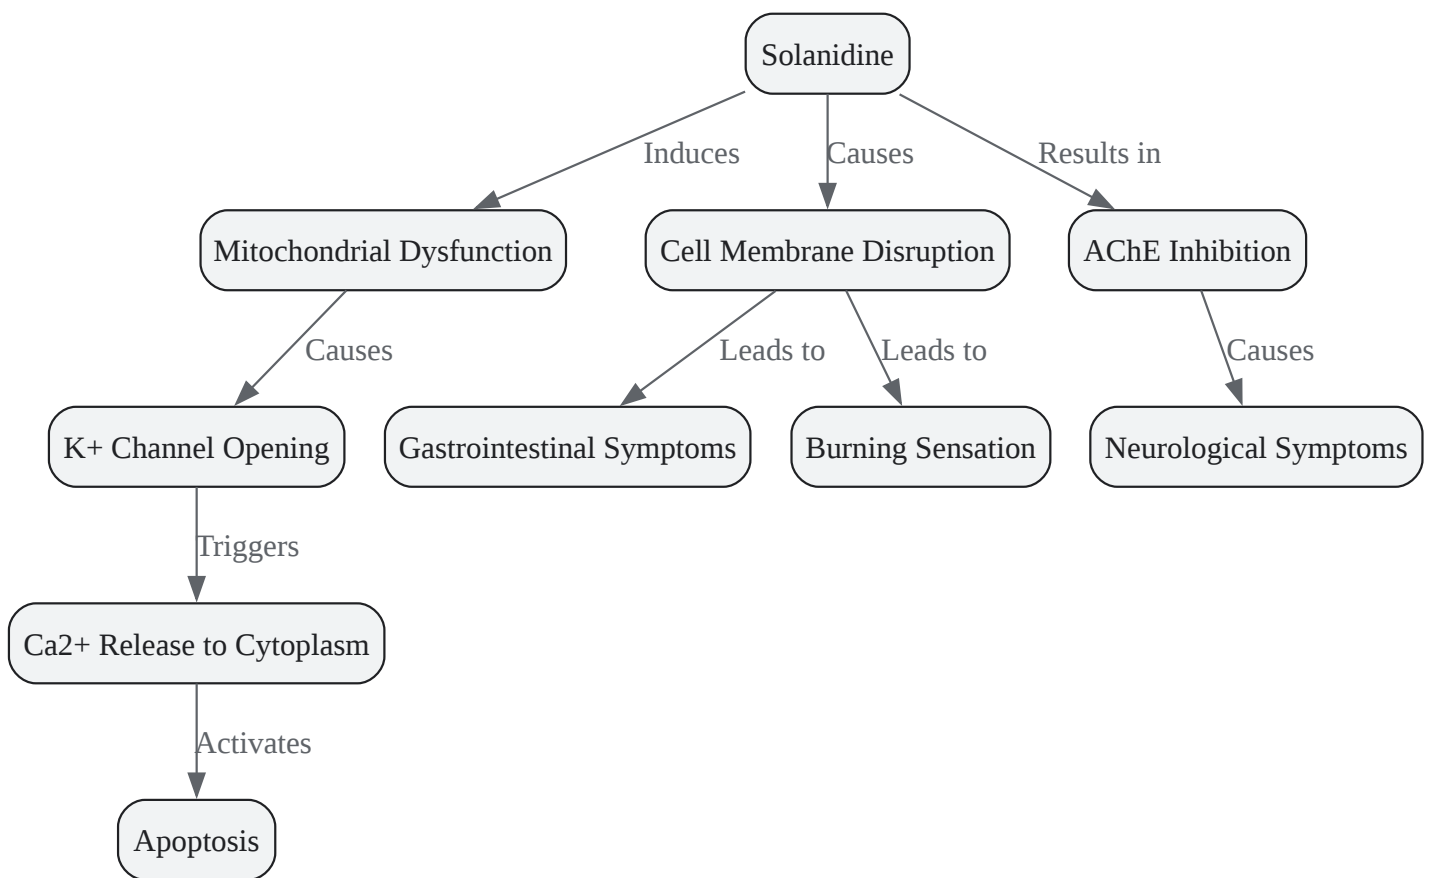 Solanidine
Induces
Causes
Results in
Mitochondrial Dysfunction
Cell Membrane Disruption
AChE Inhibition
Causes
Leads to
Leads to
Causes
K+ Channel Opening
Gastrointestinal Symptoms
Burning Sensation
Neurological Symptoms
Triggers
Ca2+ Release to Cytoplasm
Activates
Apoptosis